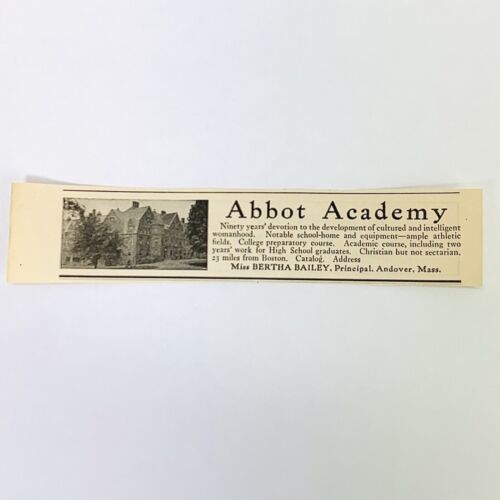 Abbot Academy
Ninety years' devotion to the development of cultured and intelligent
womanhood. Notable school-home and equipment—ample athletic
fields. College preparatory course. Academic course, including two
years' work for High School graduates. Christian but not sectarian.
23 miles from Boston. Catalog. Address
Miss BERTHA BAILEY, Principal, Andover, Mass.